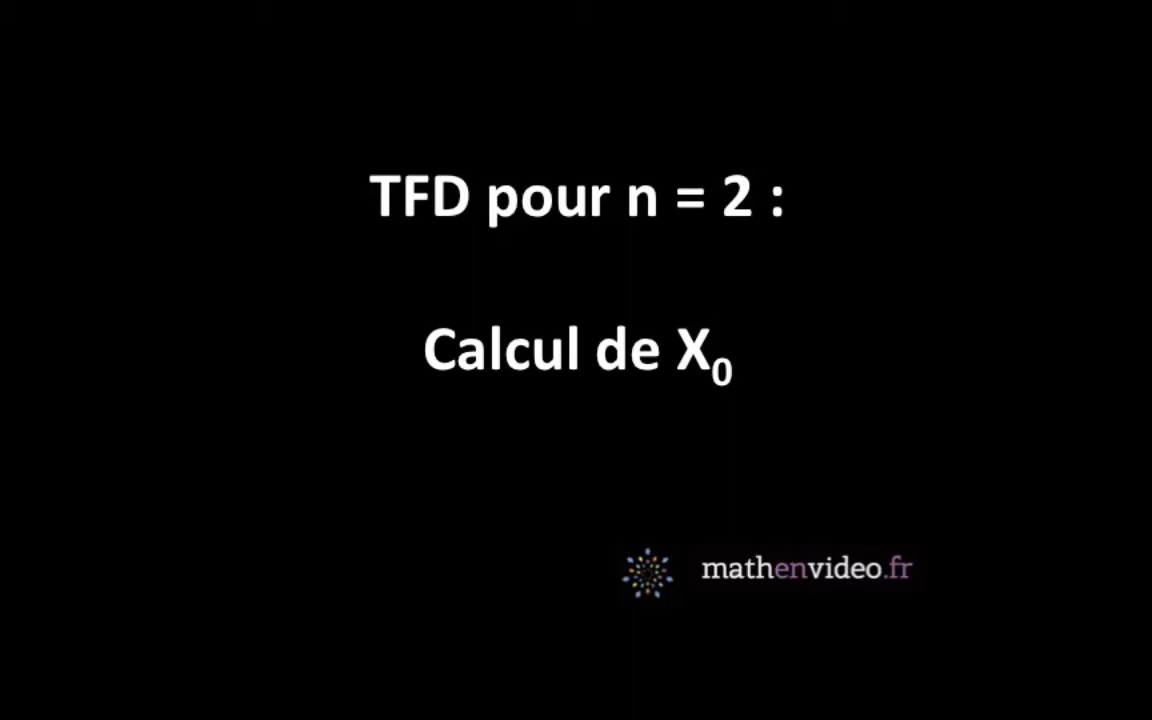 TFD pour n = 2 :
Calcul de X₀
mathenvideo.fr